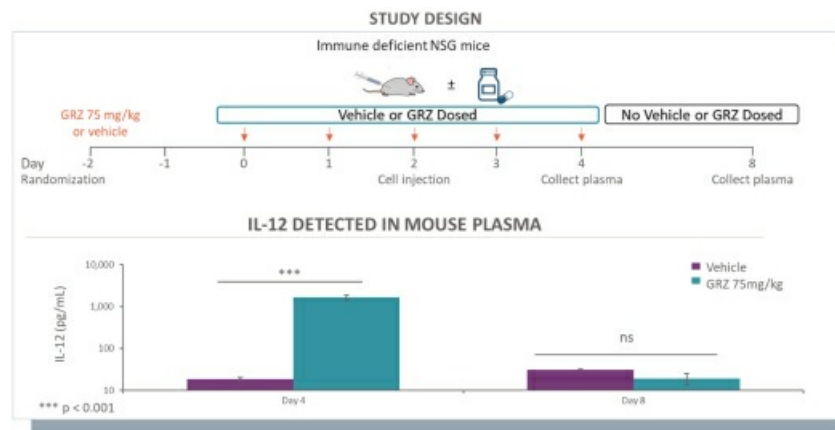 STUDY DESIGN
Immune deficient NSG mice
±
GRZ 75 mg/kg
or vehicle
Vehicle or GRZ Dosed
No Vehicle or GRZ Dosed
Day -2 -1 0 1 2 3 4 8
Randomization Cell injection Collect plasma Collect plasma
IL-12 DETECTED IN MOUSE PLASMA
Vehicle
GRZ 75mg/kg
IL-12 (pg/mL)
10,000
1,000
100
10
***
ns
Day 4 Day 8
*** p < 0.001